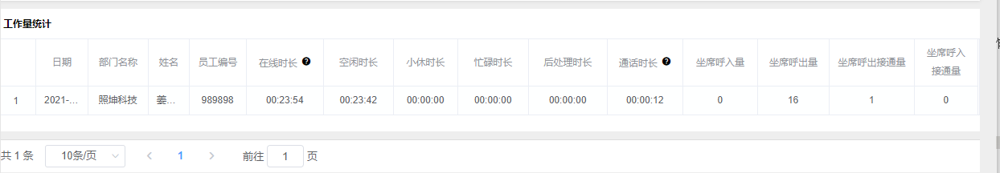 工作量统计
日期 部门名称 姓名 员工编号 在线时长 空闲时长 小休时长 忙碌时长 后处理时长 通话时长 坐席呼入量 坐席呼出量 坐席呼出接通量 坐席呼入
接通量
1 2021-... 照坤科技 姜... 989898 00:23:54 00:23:42 00:00:00 00:00:00 00:00:00 00:00:12 0 16 1 0
共 1 条 10条/页 1 前往 1 页